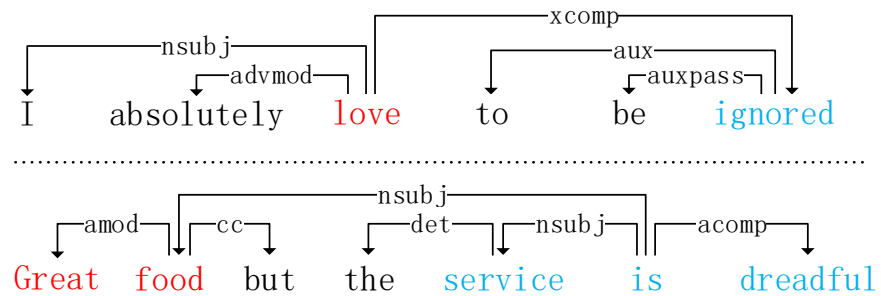 xcomp
nsubj aux
advmod auxpass
I absolutely love to be ignored
nsubj
amod cc det nsubj acomp
Great food but the service is dreadful